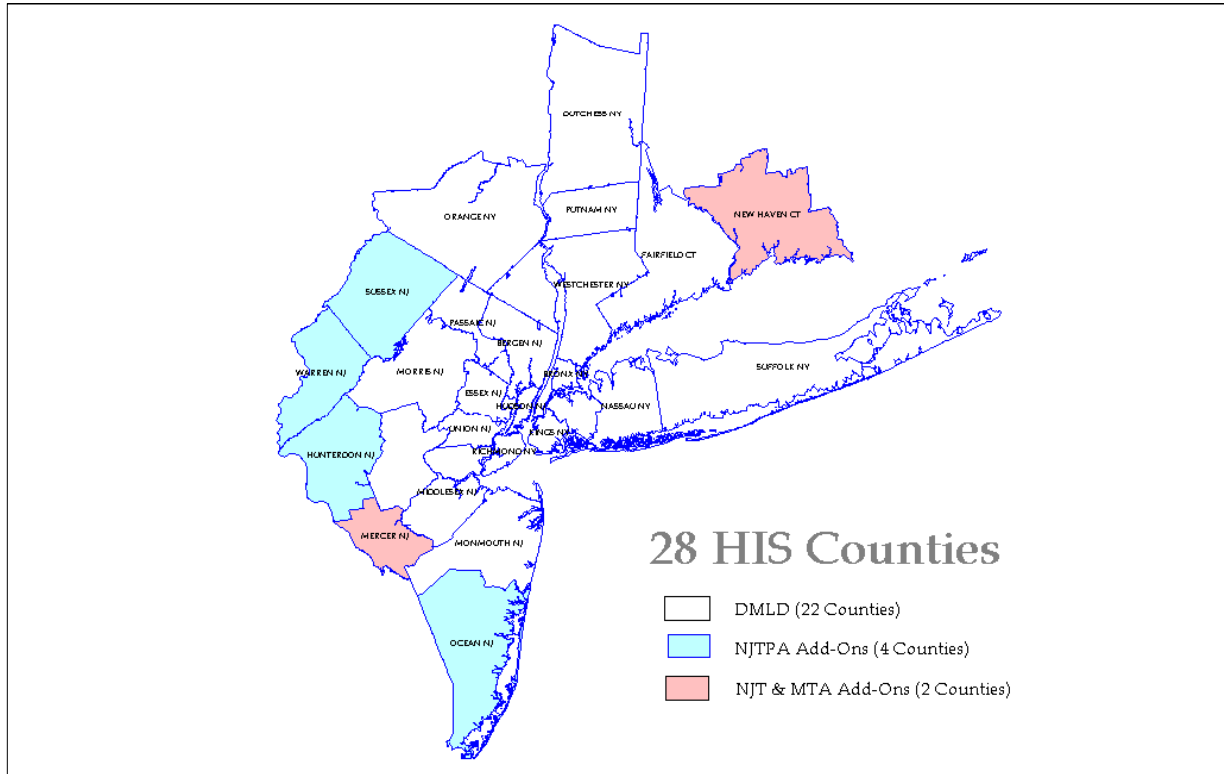 DUTCHESS NY
ORANGE NY
PUTNAM NY
NEW HAVEN CT
FAIRFIELD CT
WESTCHESTER NY
SUSSEX NJ
PASSAIC NJ
BERGEN NJ
WARREN NJ
MORRIS NJ
SUFFOLK NY
BRONX NY
ESSEX NJ
HUDSON NJ
NASSAU NY
UNION NJ
KINGS NY
HUNTERDON NJ
RICHMOND NY
MIDDLESEX NJ
MERCER NJ
MONMOUTH NJ
OCEAN NJ
28 HIS Counties
DMLD (22 Counties)
NJTPA Add-Ons (4 Counties)
NJT & MTA Add-Ons (2 Counties)